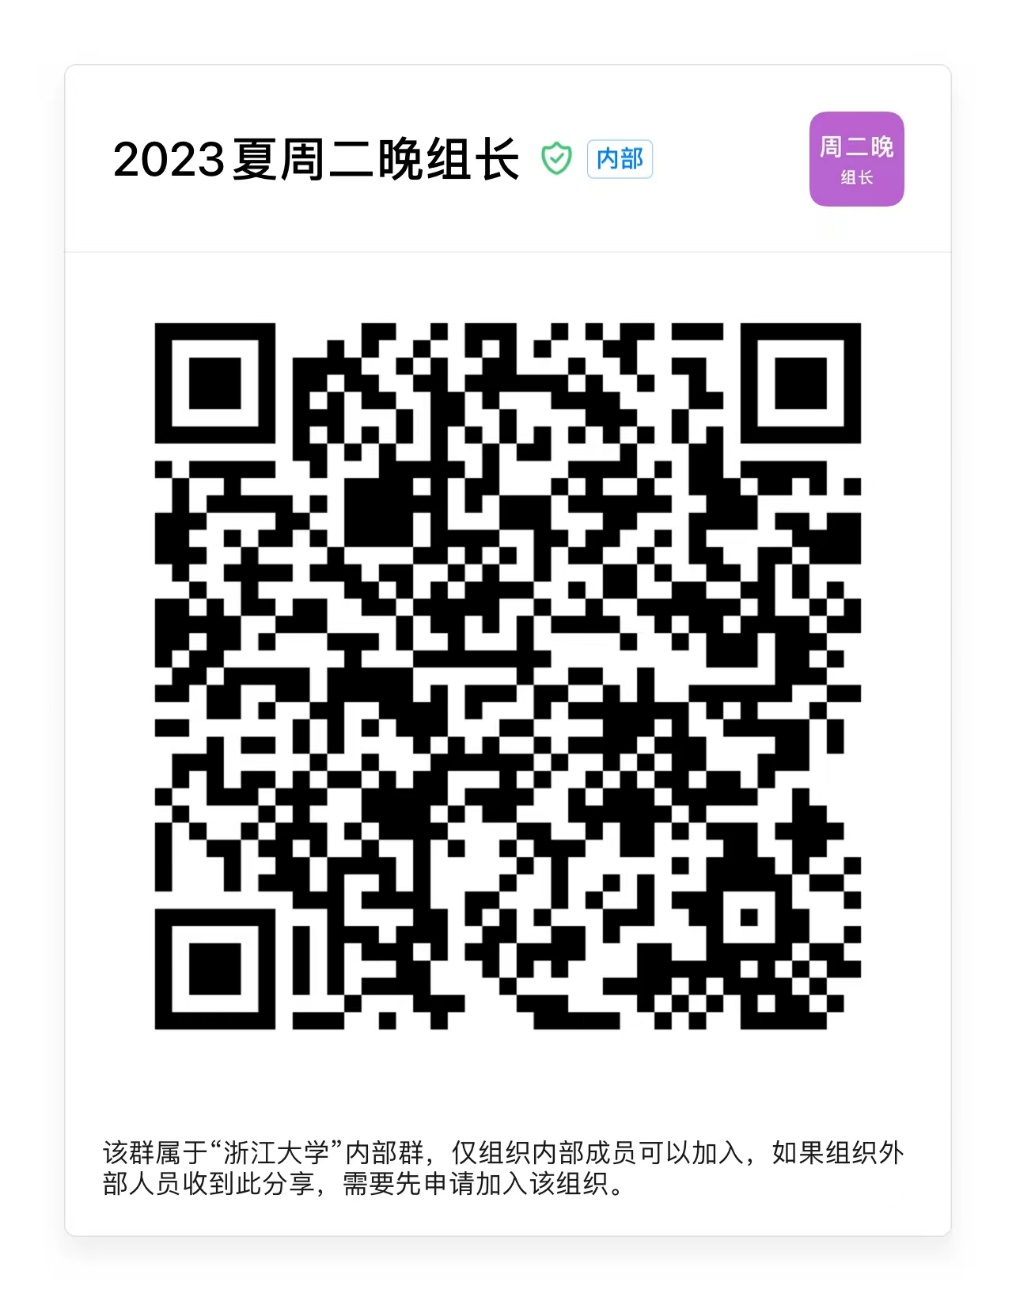 2023夏周二晚组长 内部
周二晚
组长
该群属于“浙江大学”内部群，仅组织内部成员可以加入，如果组织外
部人员收到此分享，需要先申请加入该组织。